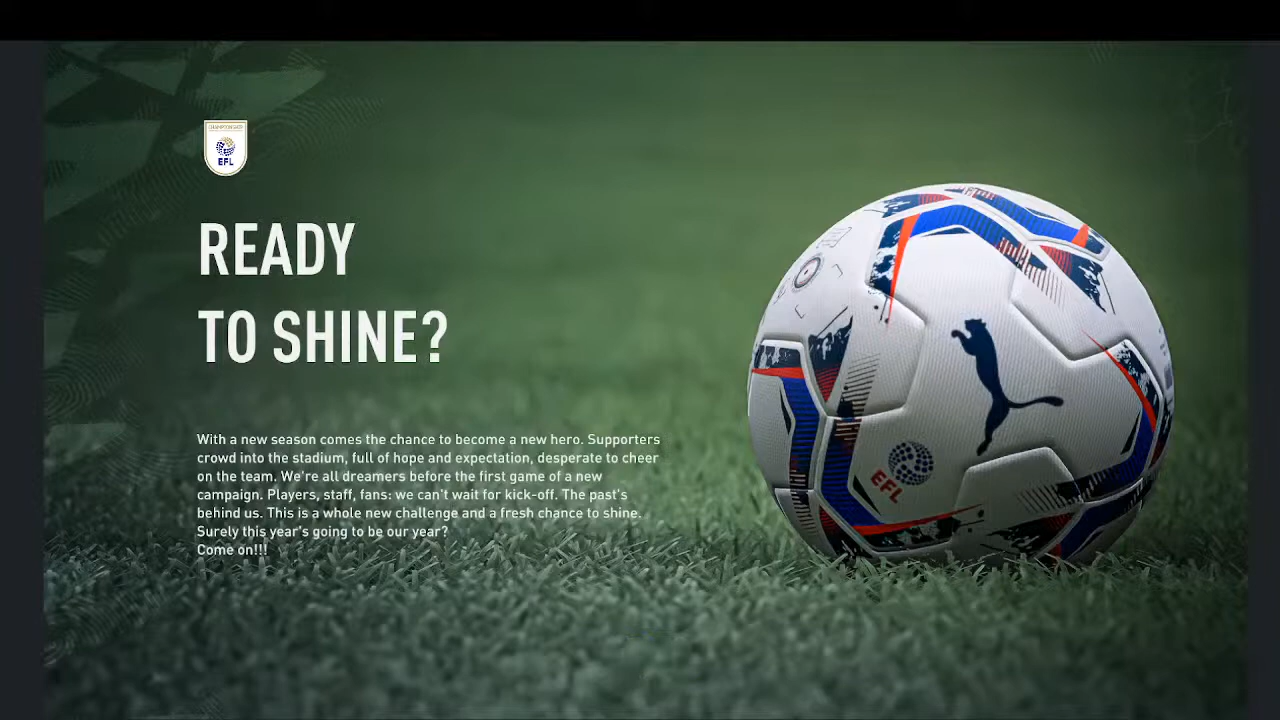 CHAMPIONSHIP
EFL
READY
TO SHINE?
With a new season comes the chance to become a new hero. Supporters
crowd into the stadium, full of hope and expectation, desperate to cheer
on the team. We're all dreamers before the first game of a new
campaign. Players, staff, fans: we can't wait for kick-off. The past's
behind us. This is a whole new challenge and a fresh chance to shine.
Surely this year's going to be our year?
Come on!!!
EFL